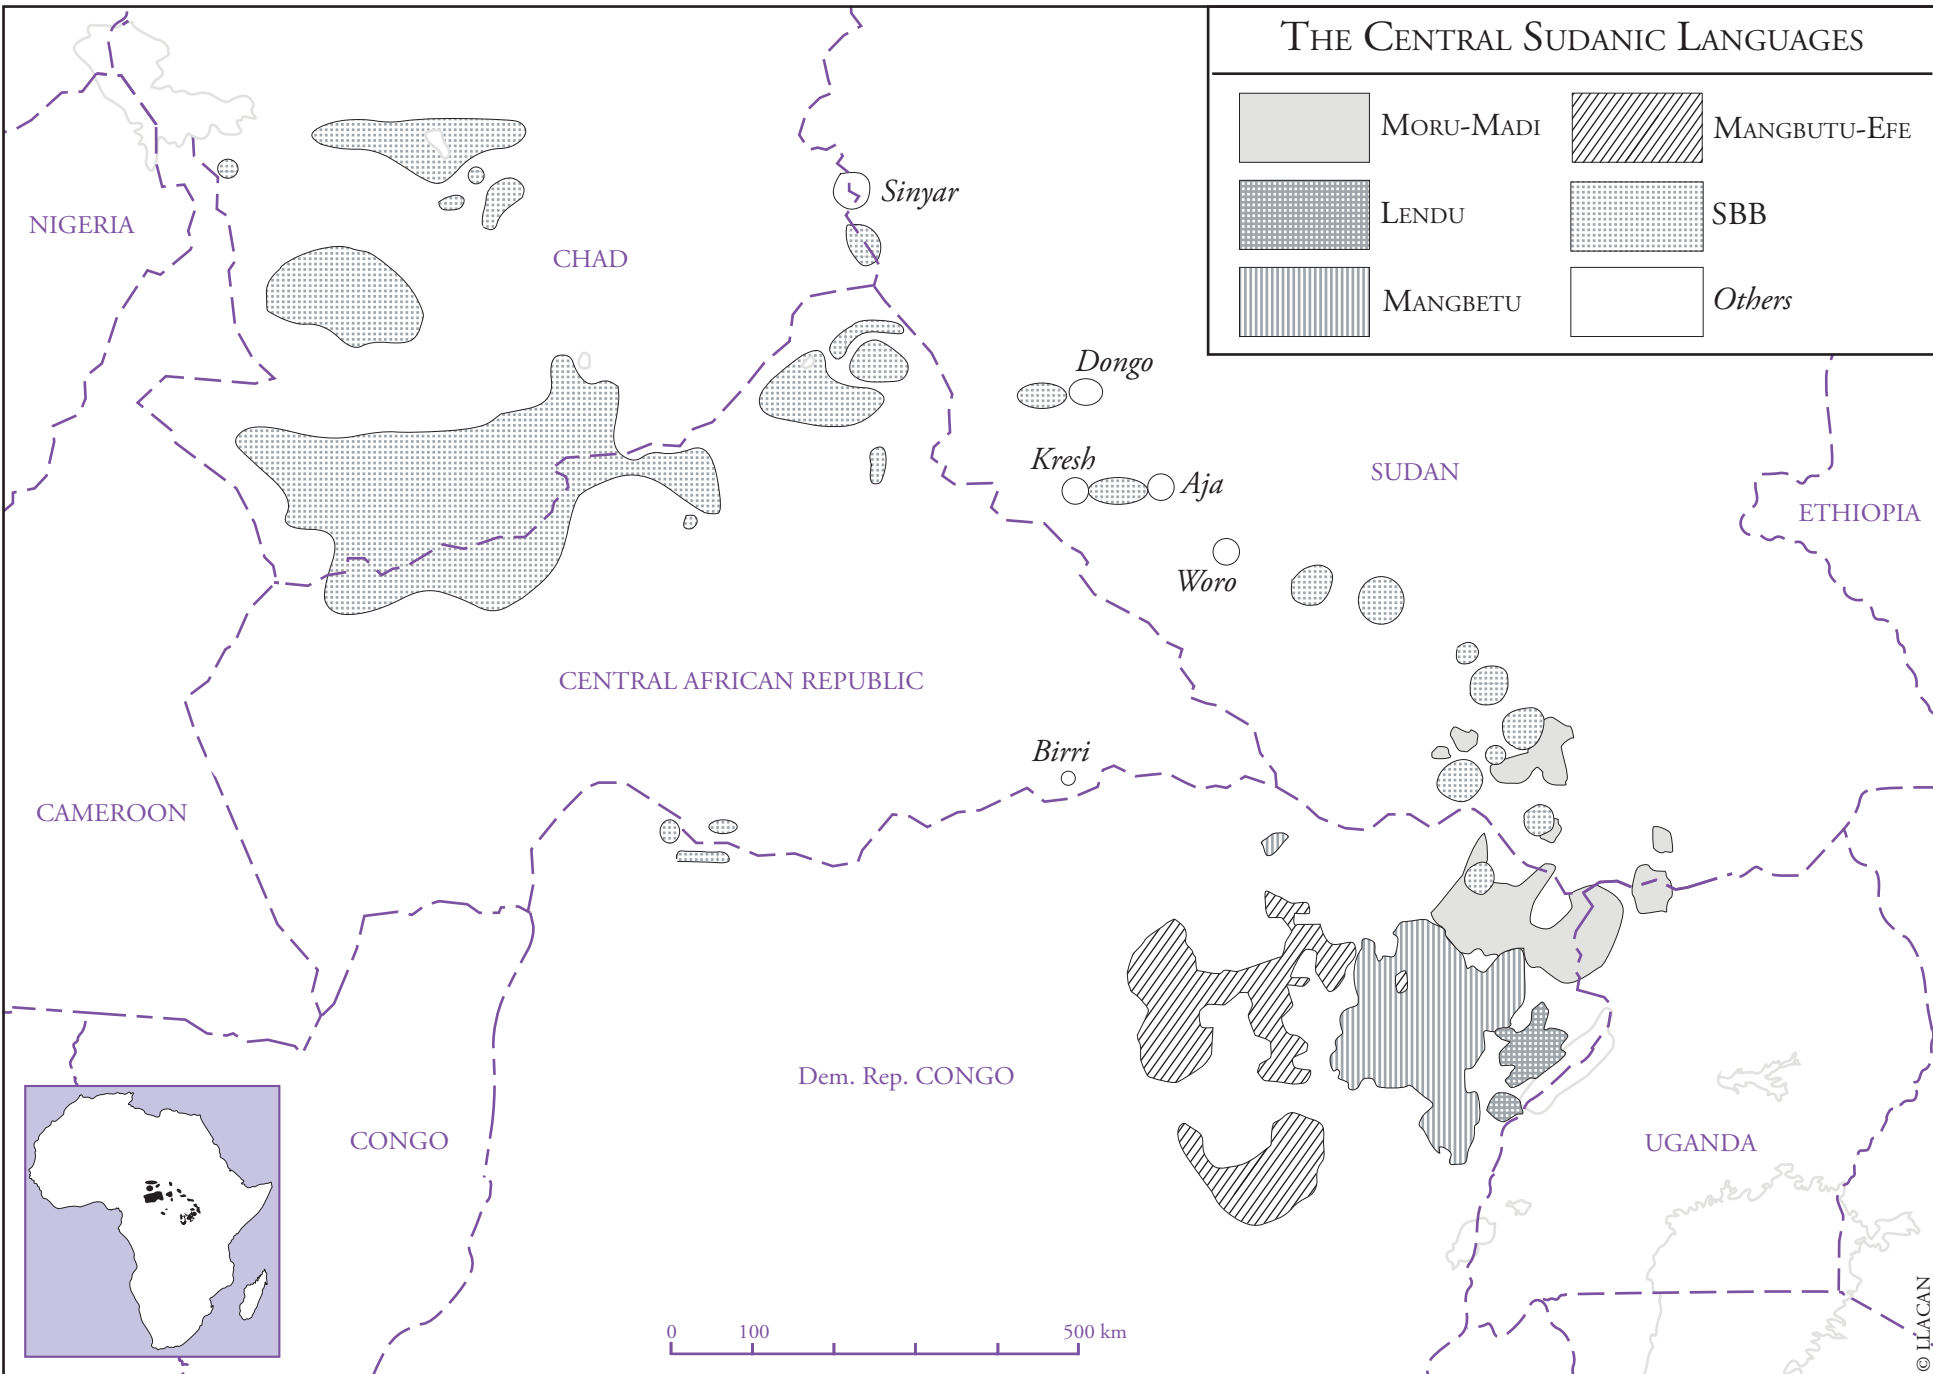 THE CENTRAL SUDANIC LANGUAGES
MORU-MADI
MANGBUTU-EFE
LENDU
SBB
MANGBETU
Others
NIGERIA
CHAD
Sinyar
Dongo
Kresh
Aja
SUDAN
ETHIOPIA
Woro
CENTRAL AFRICAN REPUBLIC
Birri
CAMEROON
Dem. Rep. CONGO
CONGO
UGANDA
0 100 500 km
© LLACAN